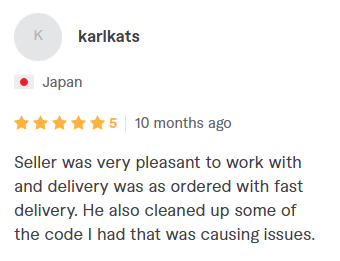 K
karlkats
Japan
5 10 months ago
Seller was very pleasant to work with
and delivery was as ordered with fast
delivery. He also cleaned up some of
the code I had that was causing issues.